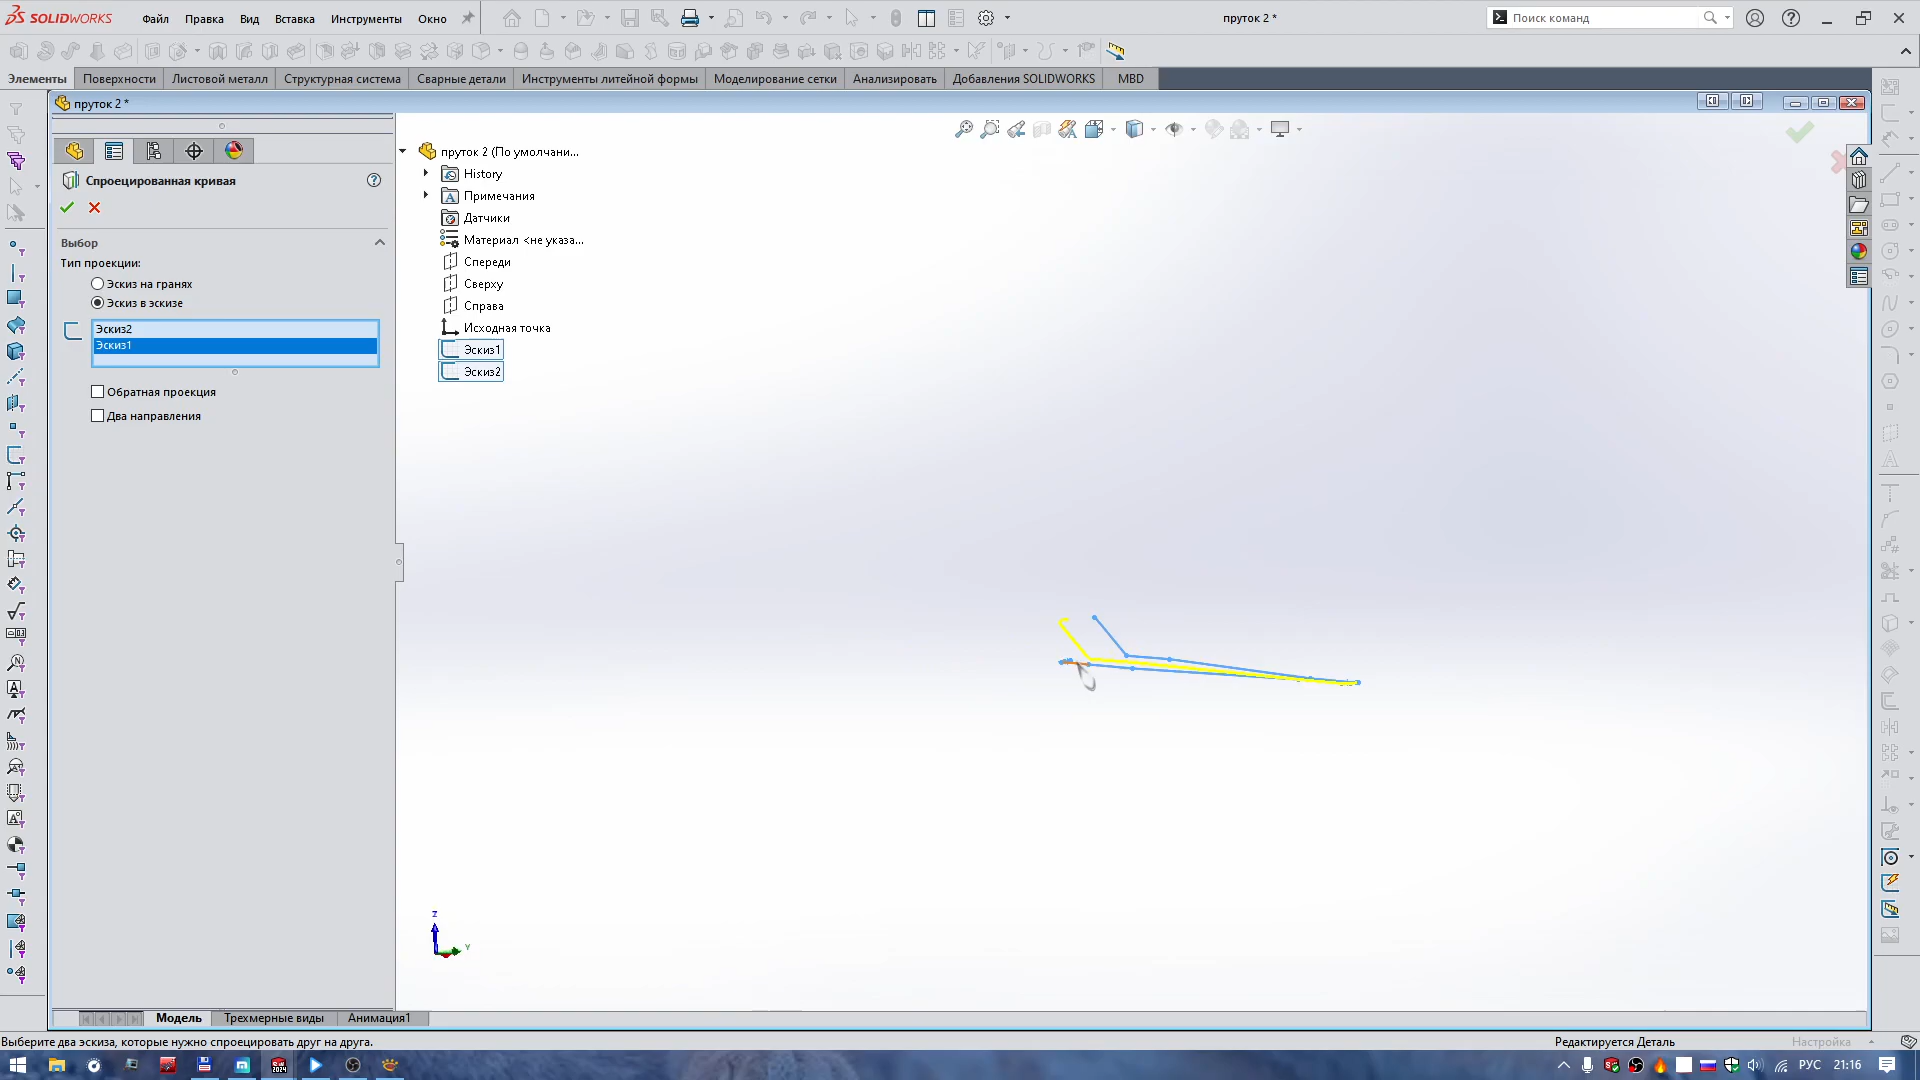 SOLIDWORKS
Файл
Правка
Вид
Вставка
Инструменты
Окно
пруток 2 *
Поиск команд
Элементы
Поверхности
Листовой металл
Структурная система
Сварные детали
Инструменты литейной формы
Моделирование сетки
Анализировать
Добавления SOLIDWORKS
MBD
пруток 2 *
Спроецированная кривая
Выбор
Тип проекции:
Эскиз на гранях
Эскиз в эскизе
Эскиз2
Эскиз1
Обратная проекция
Два направления
пруток 2 (По умолчани...
History
Примечания
Датчики
Материал <не указа...
Спереди
Сверху
Справа
Исходная точка
Эскиз1
Эскиз2
Z
Y
Модель
Трехмерные виды
Анимация1
Выберите два эскиза, которые нужно спроецировать друг на друга.
Редактируется Деталь
Настройка
РУС
21:16